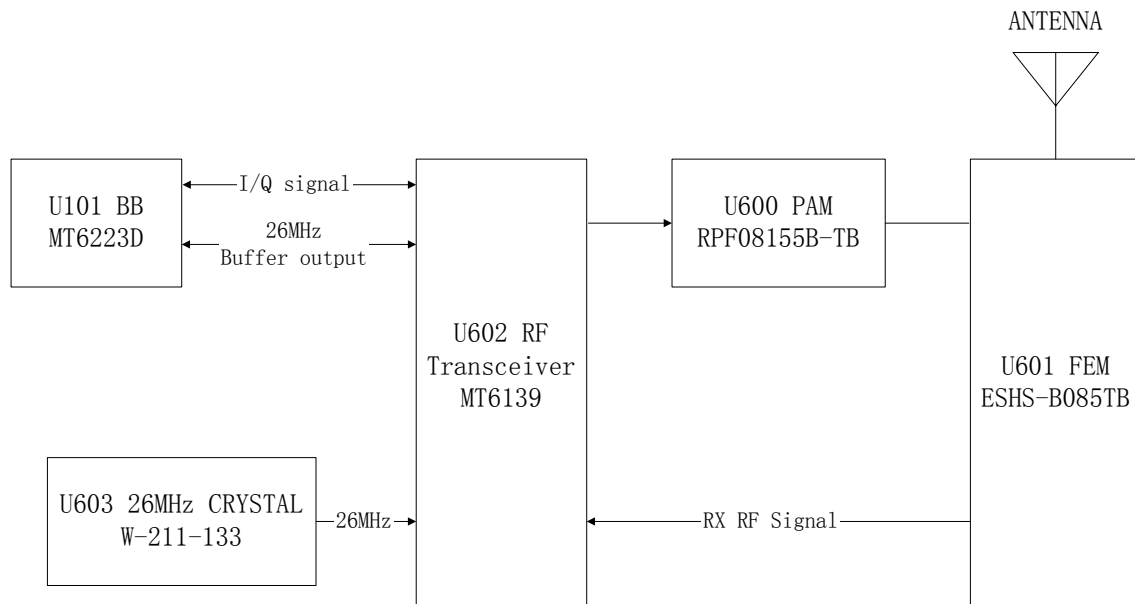 ANTENNA
U101 BB
MT6223D
I/Q signal
26MHz
Buffer output
U600 PAM
RPF08155B-TB
U602 RF
Transceiver
MT6139
U601 FEM
ESHS-B085TB
U603 26MHz CRYSTAL
W-211-133
26MHz
RX RF Signal